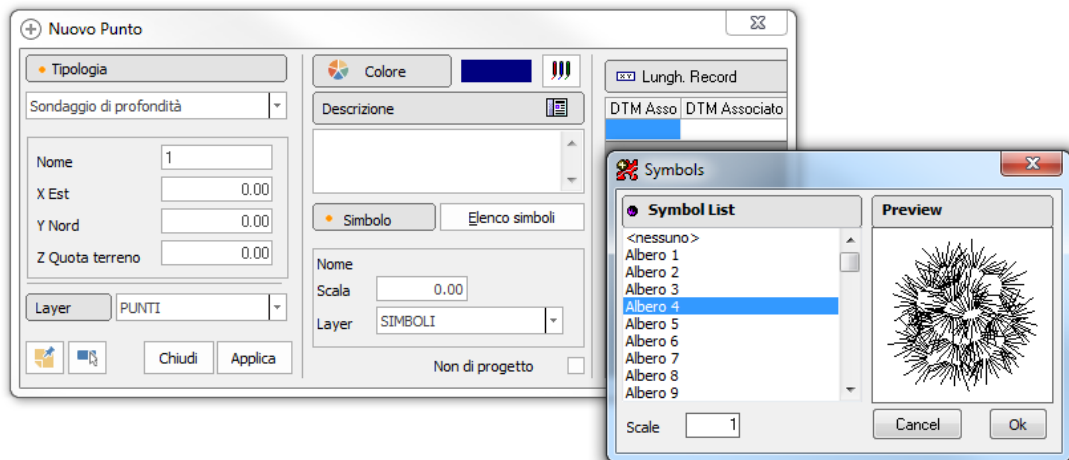 Nuovo Punto
Tipologia
Sondaggio di profondità
Nome 1
X Est 0.00
Y Nord 0.00
Z Quota terreno 0.00
Layer PUNTI
Chiudi Applica
Colore
Descrizione
Simbolo Elenco simboli
Nome
Scala 0.00
Layer SIMBOLI
Non di progetto
XY Lungh. Record
DTM Asso DTM Associato
Symbols
Symbol List
<nessuno>
Albero 1
Albero 2
Albero 3
Albero 4
Albero 5
Albero 6
Albero 7
Albero 8
Albero 9
Scale 1
Preview
Cancel Ok